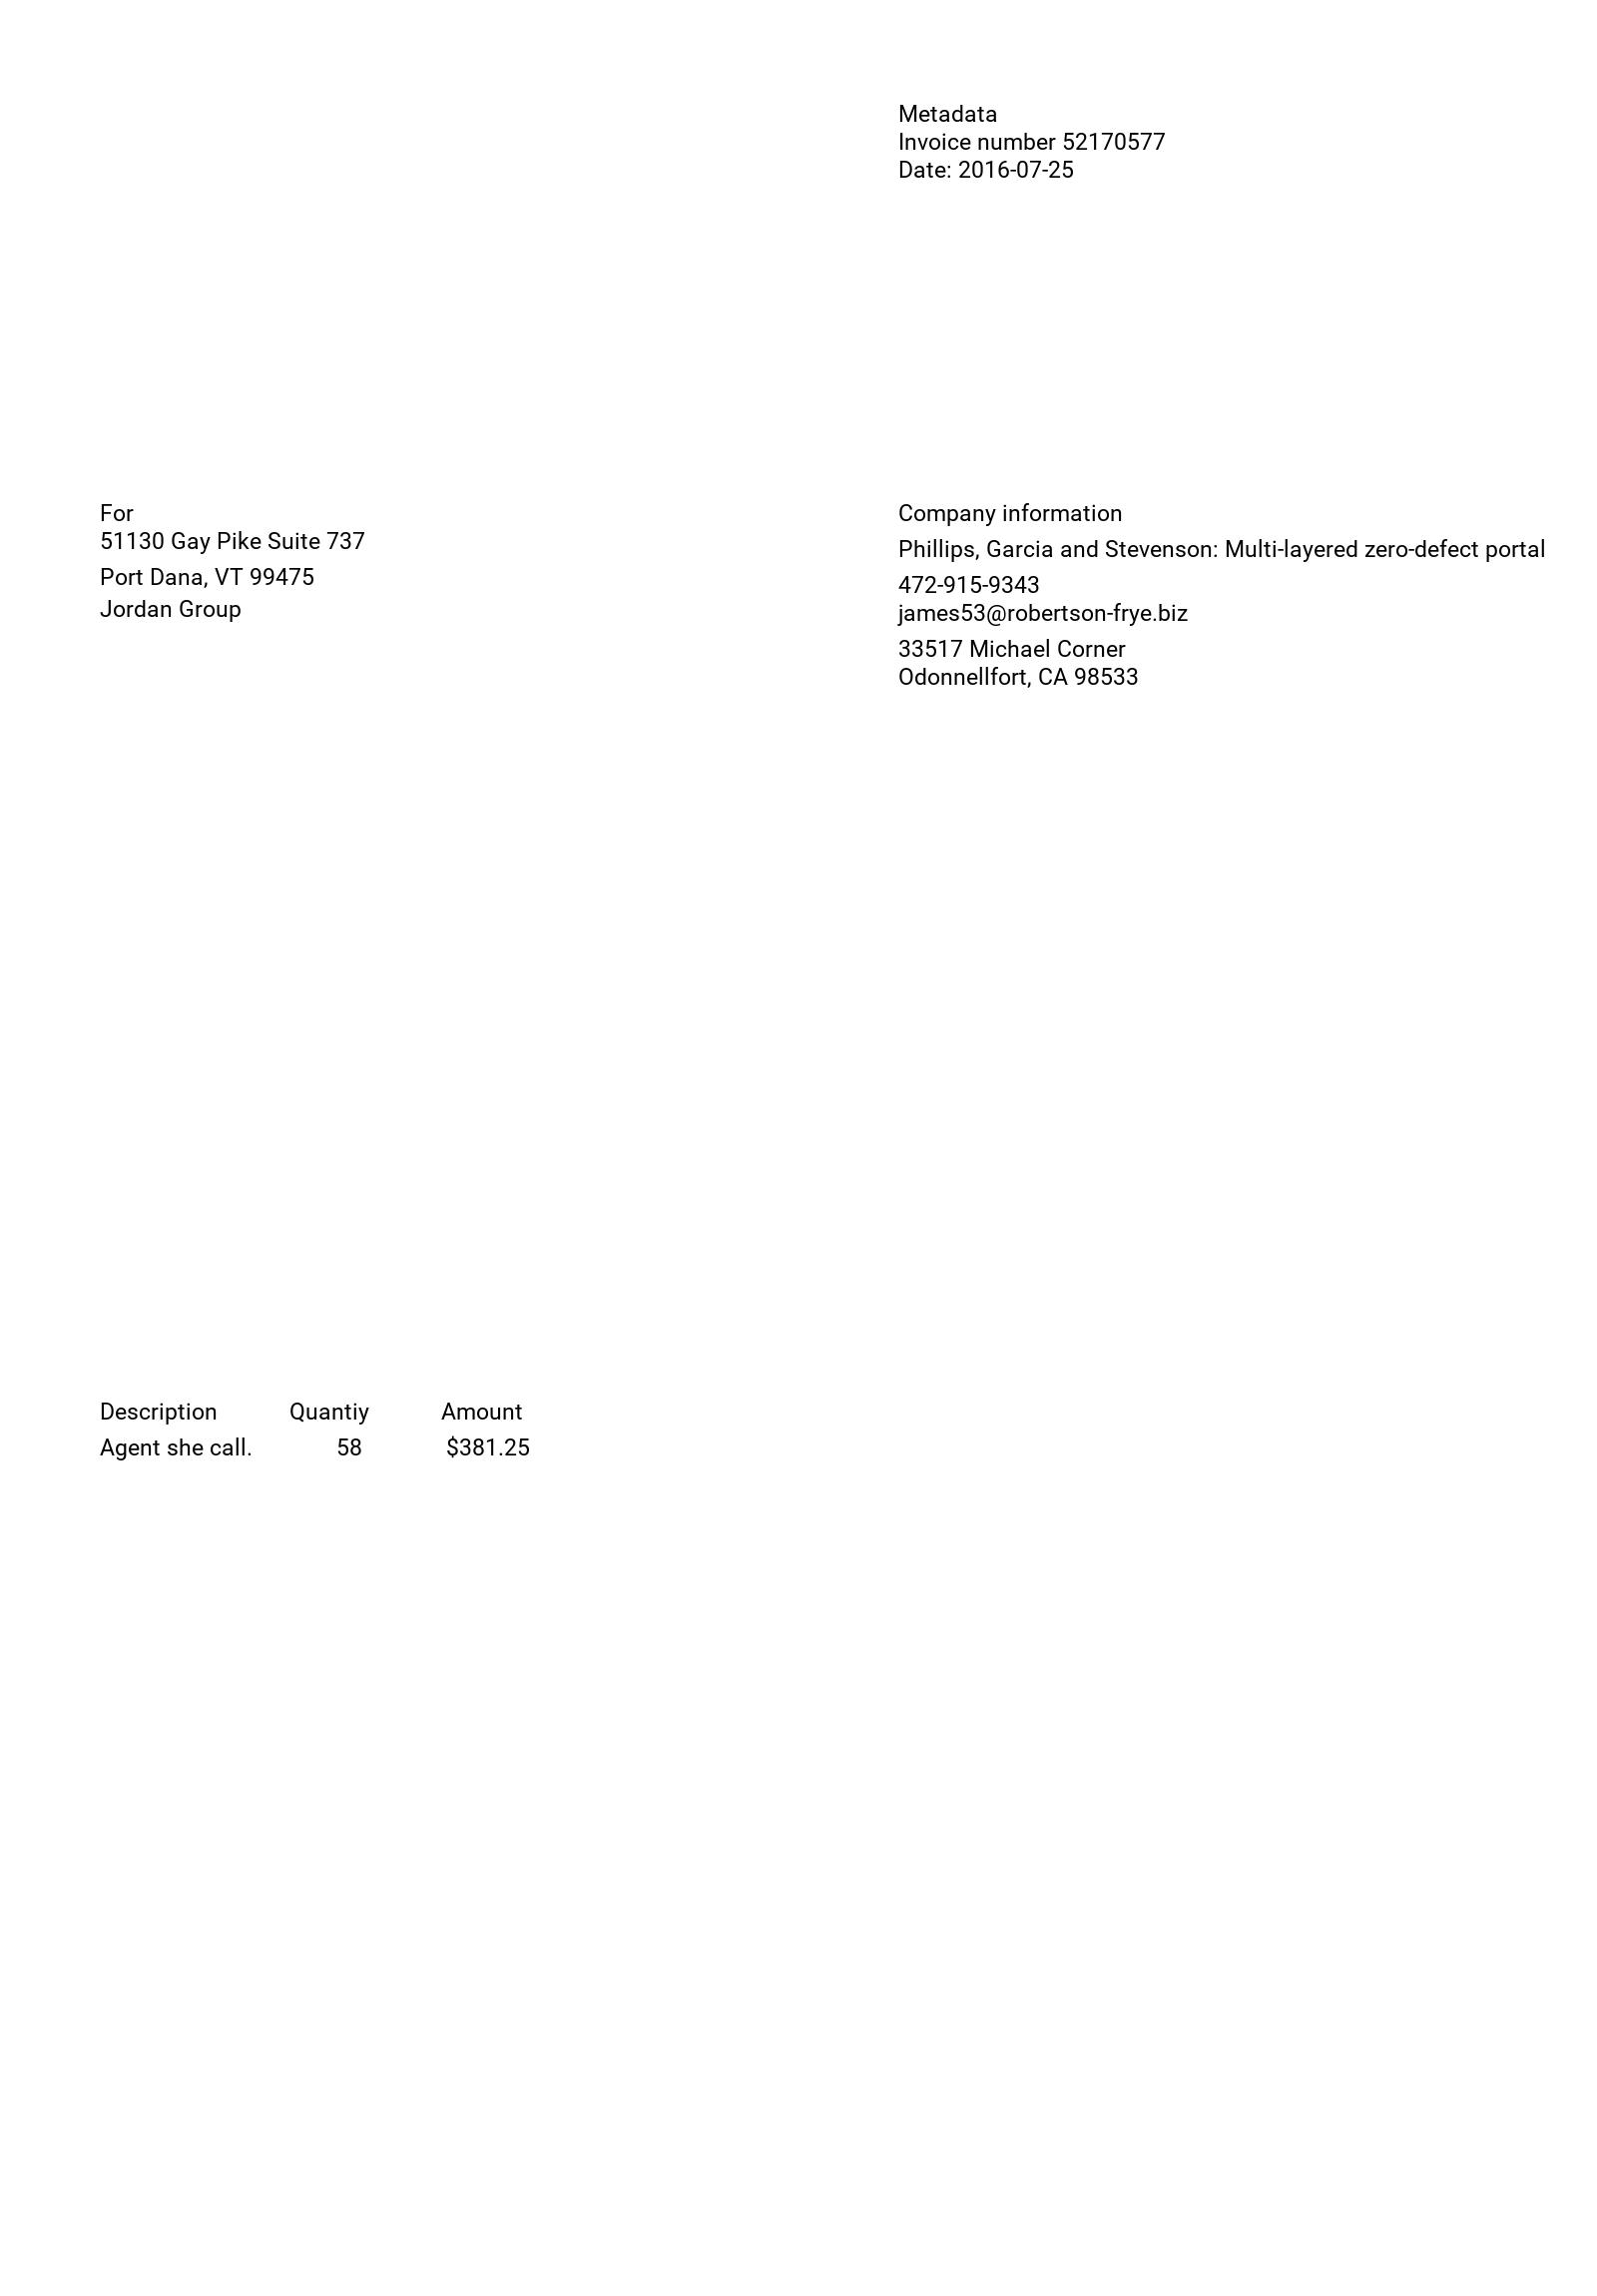 Metadata
Invoice number 52170577
Date: 2016-07-25
For
51130 Gay Pike Suite 737
Port Dana, VT 99475
Jordan Group
Company information
Phillips, Garcia and Stevenson: Multi-layered zero-defect portal
472-915-9343
james53@robertson-frye.biz
33517 Michael Corner
Odonnellfort, CA 98533
Description Quantiy Amount
Agent she call. 58 $381.25